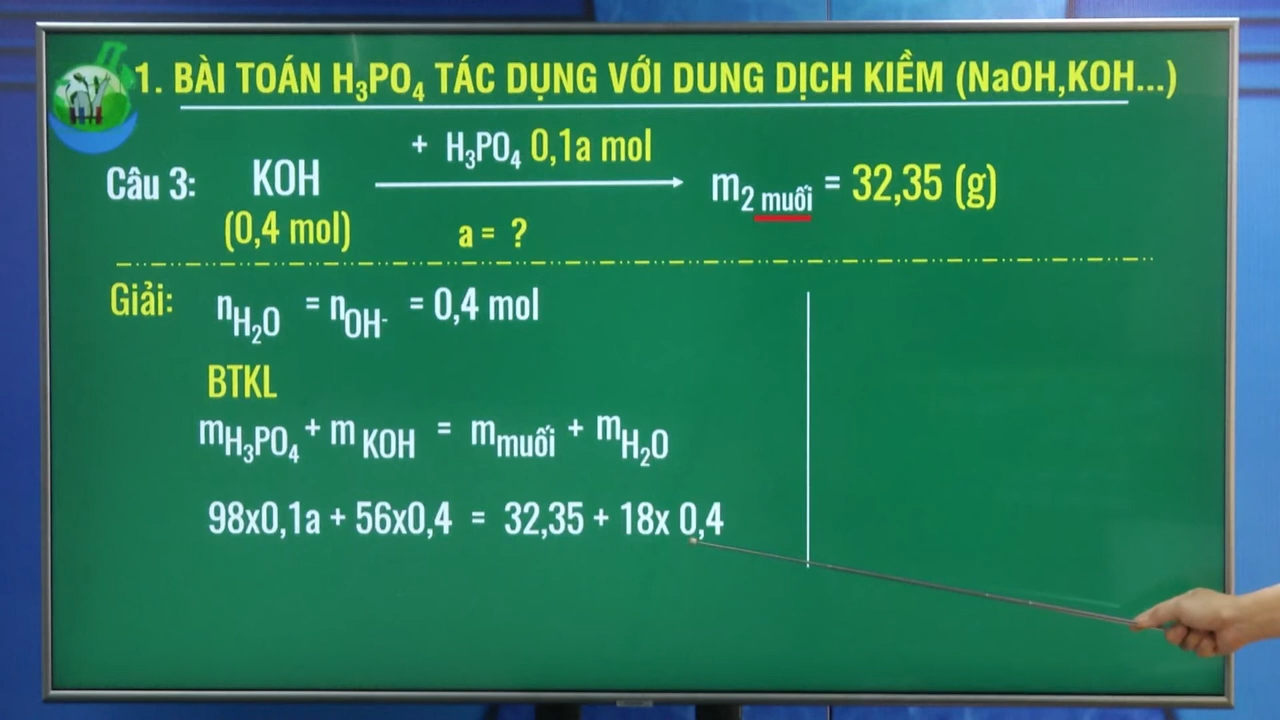 1. BÀI TOÁN H₃PO₄ TÁC DỤNG VỚI DUNG DỊCH KIỀM (NaOH,KOH...)
+ H₃PO₄ 0,1a mol
Câu 3: KOH m₂ muối = 32,35 (g)
(0,4 mol) a = ?
Giải: nH₂O = nOH⁻ = 0,4 mol
BTKL
mH₃PO₄ + m KOH = mmuối + mH₂O
98x0,1a + 56x0,4 = 32,35 + 18x 0,4